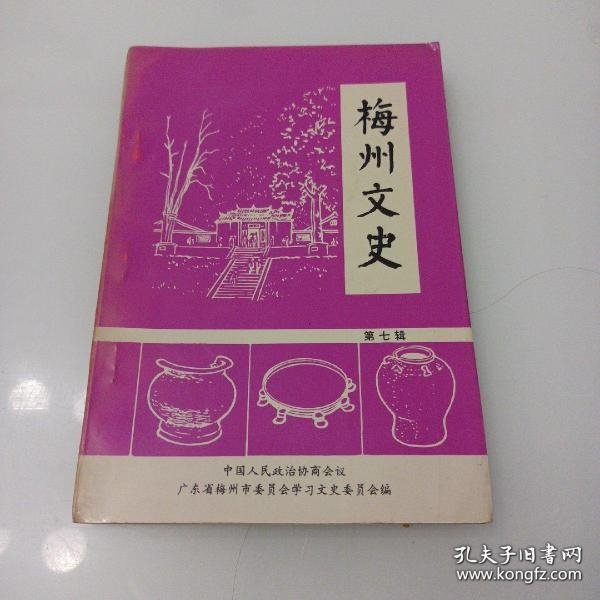 梅州文史
第七辑
中国人民政治协商会议
广东省梅州市委员会学习文史委员会编
孔夫子旧书网
www.kongfz.com